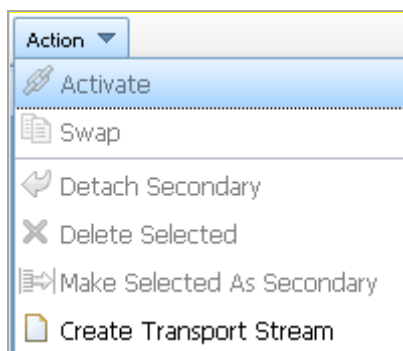 Action
Activate
Swap
Detach Secondary
Delete Selected
Make Selected As Secondary
Create Transport Stream